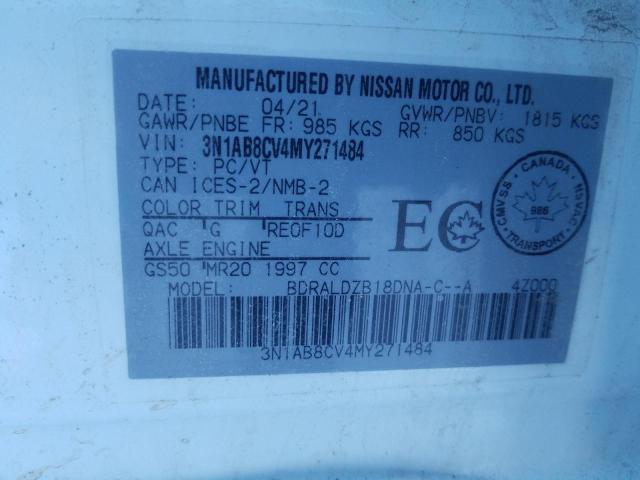 MANUFACTURED BY NISSAN MOTOR CO., LTD.
DATE: 04/21 GVWR/PNBV: 1815 KGS
GAWR/PNBE FR: 985 KGS RR: 850 KGS
VIN: 3N1AB8CV4MY271484
TYPE: PC/VT
CAN ICES-2/NMB-2
COLOR TRIM TRANS
QAC G RE0F10D
AXLE ENGINE
GS50 MR20 1997 CC
MODEL: BDRALDZB18DNA-C--A 4Z000
3N1AB8CV4MY271484
EC
CANADA
CMVSS
NSVAC
986
TRANSPORT